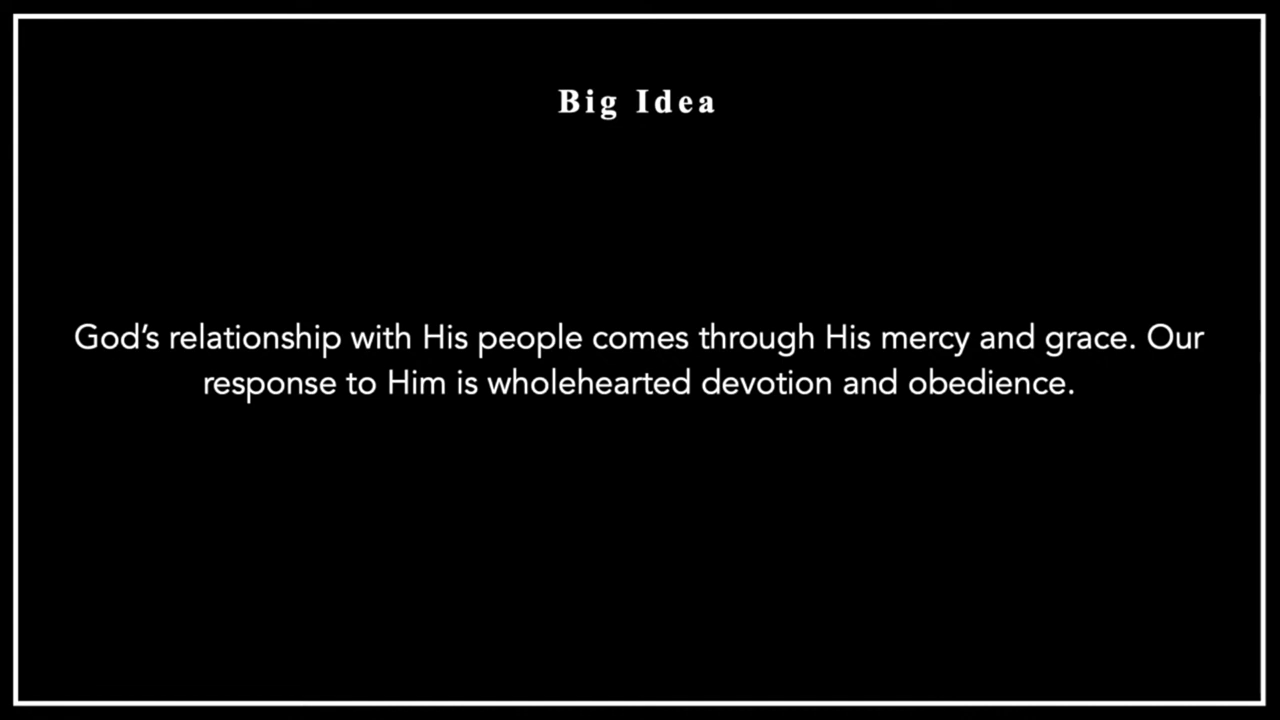 Big Idea
God’s relationship with His people comes through His mercy and grace. Our
response to Him is wholehearted devotion and obedience.